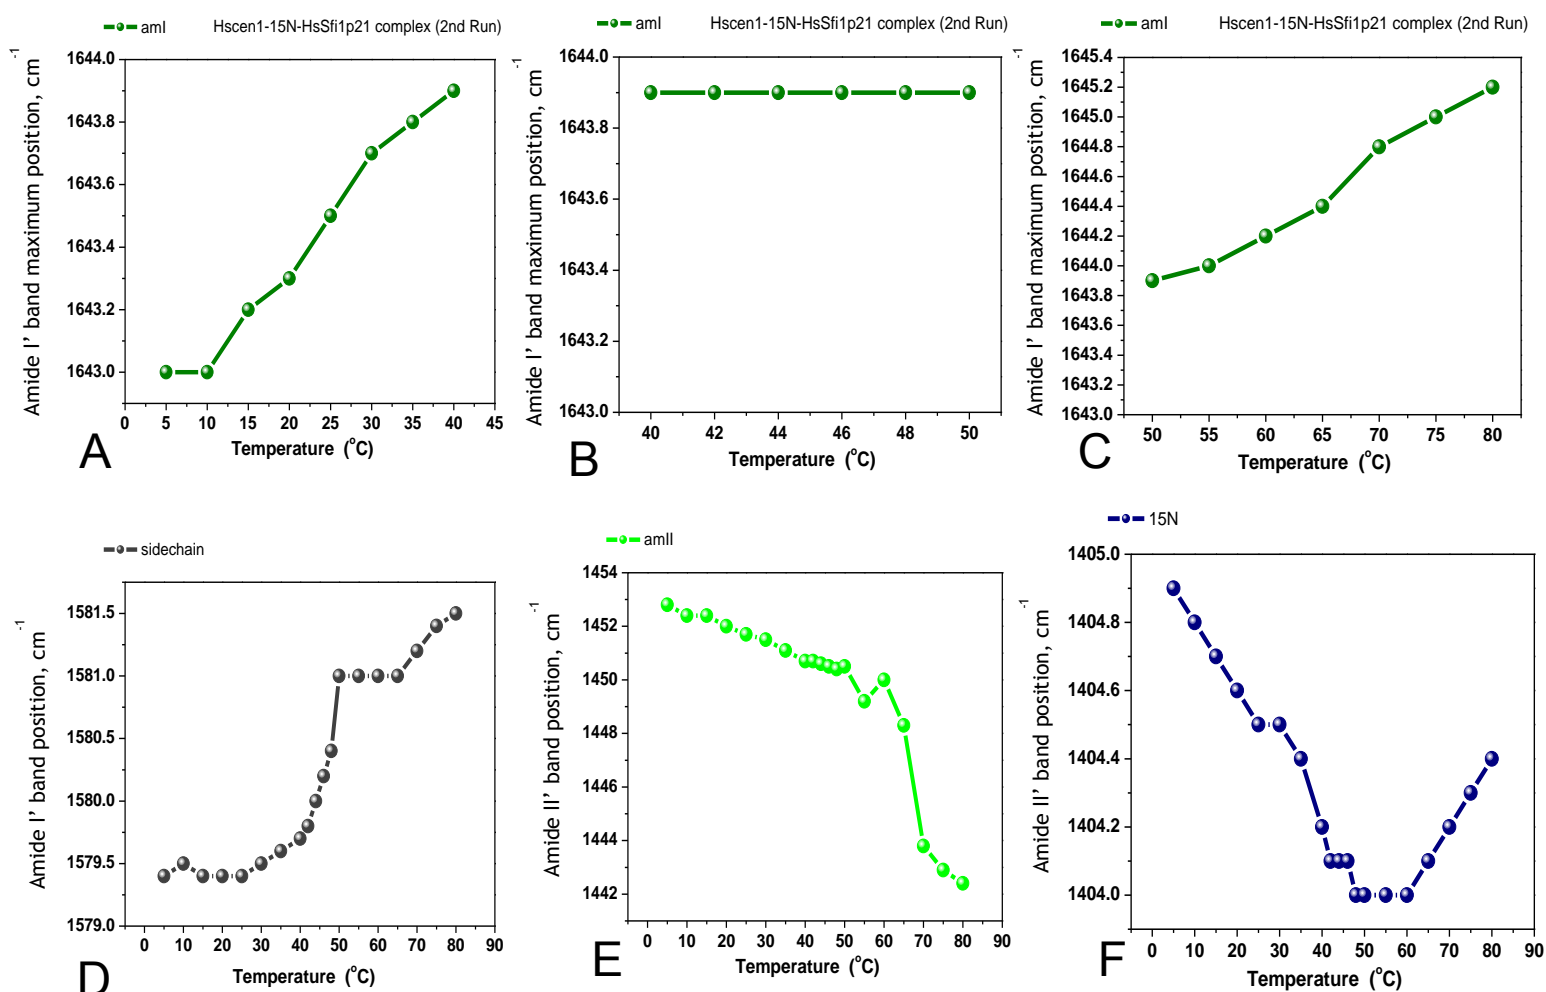 amI Hscen1-15N-HsSfi1p21 complex (2nd Run)
Amide I' band maximum position, cm-1
1644.0
1643.8
1643.6
1643.4
1643.2
1643.0
0 5 10 15 20 25 30 35 40 45
Temperature (oC)
A
amI Hscen1-15N-HsSfi1p21 complex (2nd Run)
Amide I' band maximum position, cm-1
1644.0
1643.8
1643.6
1643.4
1643.2
1643.0
40 42 44 46 48 50
Temperature (oC)
B
amI Hscen1-15N-HsSfi1p21 complex (2nd Run)
Amide I' band maximum position, cm-1
1645.4
1645.2
1645.0
1644.8
1644.6
1644.4
1644.2
1644.0
1643.8
1643.6
1643.4
1643.2
1643.0
50 55 60 65 70 75 80
Temperature (oC)
C
sidechain
Amide I' band position, cm-1
1581.5
1581.0
1580.5
1580.0
1579.5
1579.0
0 10 20 30 40 50 60 70 80 90
Temperature (oC)
D
amII
Amide II' band position, cm-1
1454
1452
1450
1448
1446
1444
1442
0 10 20 30 40 50 60 70 80 90
Temperature (oC)
E
15N
Amide II' band position, cm-1
1405.0
1404.8
1404.6
1404.4
1404.2
1404.0
0 10 20 30 40 50 60 70 80 90
Temperature (oC)
F